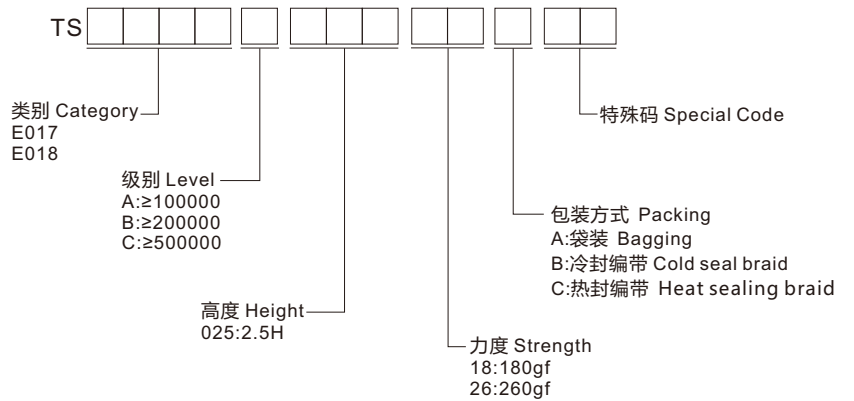 TS
类别 Category
E017
E018
特殊码 Special Code
级别 Level
A:≥100000
B:≥200000
C:≥500000
包装方式 Packing
A:袋装 Bagging
B:冷封编带 Cold seal braid
C:热封编带 Heat sealing braid
高度 Height
025:2.5H
力度 Strength
18:180gf
26:260gf